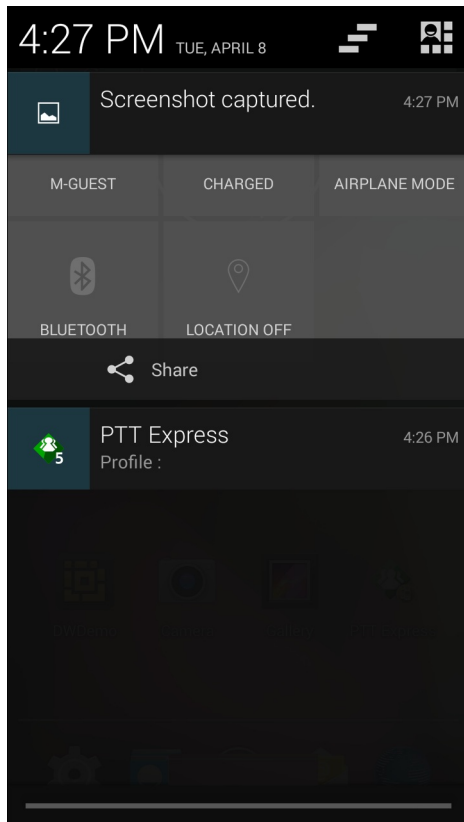 4:27 PM TUE, APRIL 8
Screenshot captured. 4:27 PM
M-GUEST CHARGED AIRPLANE MODE
BLUETOOTH LOCATION OFF
Share
5 PTT Express 4:26 PM
Profile :